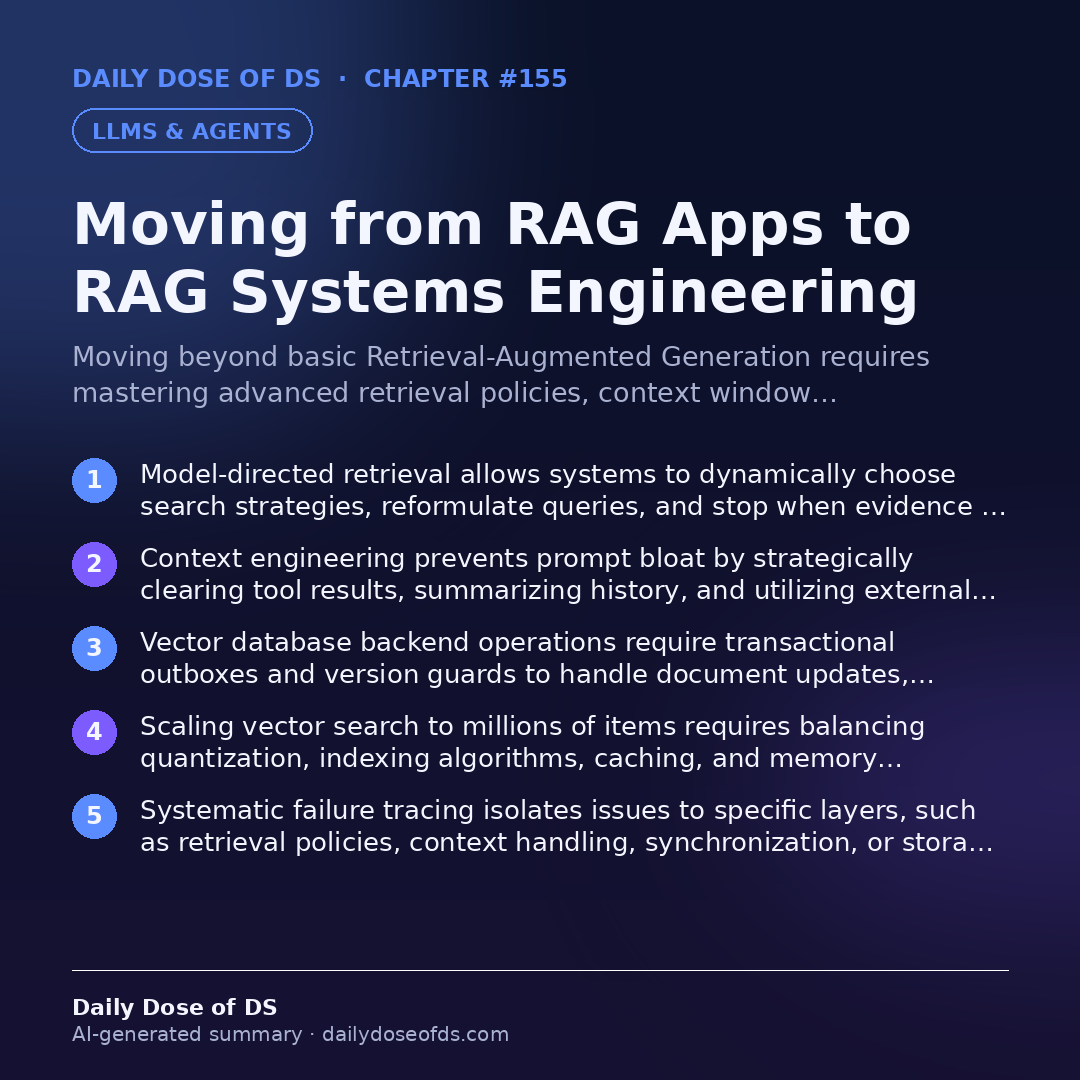 DAILY DOSE OF DS · CHAPTER #155
LLMS & AGENTS
Moving from RAG Apps to
RAG Systems Engineering
Moving beyond basic Retrieval-Augmented Generation requires
mastering advanced retrieval policies, context window…
1 Model-directed retrieval allows systems to dynamically choose
search strategies, reformulate queries, and stop when evidence …
2 Context engineering prevents prompt bloat by strategically
clearing tool results, summarizing history, and utilizing external…
3 Vector database backend operations require transactional
outboxes and version guards to handle document updates,…
4 Scaling vector search to millions of items requires balancing
quantization, indexing algorithms, caching, and memory…
5 Systematic failure tracing isolates issues to specific layers, such
as retrieval policies, context handling, synchronization, or stora…
Daily Dose of DS
AI-generated summary · dailydoseofds.com